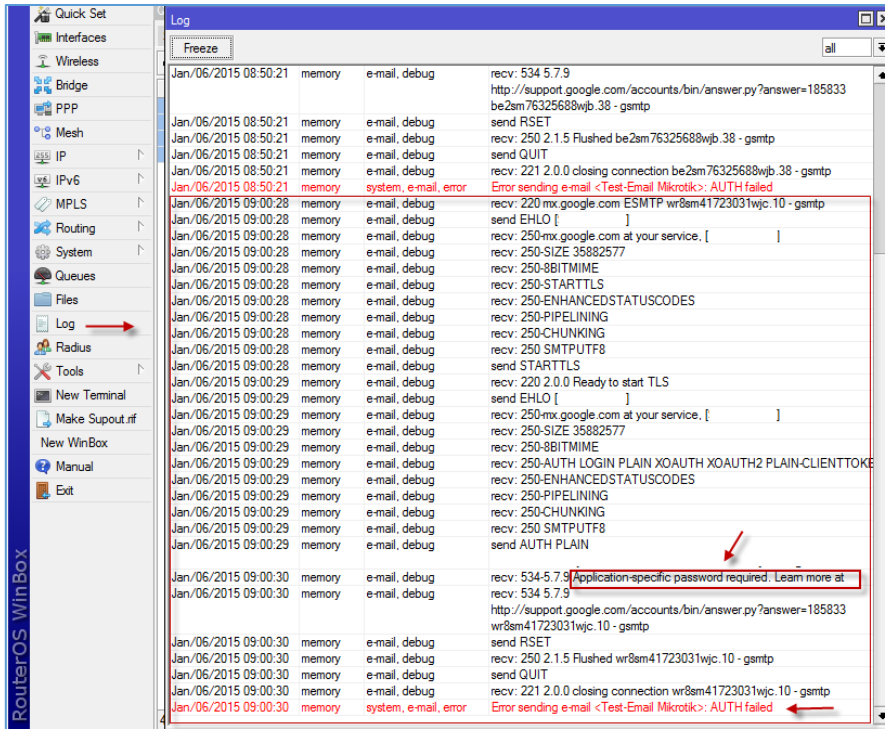 Quick Set
Interfaces
Wireless
Bridge
PPP
Mesh
IP
IPv6
MPLS
Routing
System
Queues
Files
Log
Radius
Tools
New Terminal
Make Supout.rif
New WinBox
Manual
Exit
RouterOS WinBox
Log
Freeze
all
Jan/06/2015 08:50:21 memory e-mail, debug recv: 534 5.7.9
http://support.google.com/accounts/bin/answer.py?answer=185833
be2sm76325688wjb.38 - gsmtp
Jan/06/2015 08:50:21 memory e-mail, debug send RSET
Jan/06/2015 08:50:21 memory e-mail, debug recv: 250 2.1.5 Flushed be2sm76325688wjb.38 - gsmtp
Jan/06/2015 08:50:21 memory e-mail, debug send QUIT
Jan/06/2015 08:50:21 memory e-mail, debug recv: 221 2.0.0 closing connection be2sm76325688wjb.38 - gsmtp
Jan/06/2015 08:50:21 memory system, e-mail, error Error sending e-mail <Test-Email Mikrotik>: AUTH failed
Jan/06/2015 09:00:28 memory e-mail, debug recv: 220 mx.google.com ESMTP wr8sm41723031wjc.10 - gsmtp
Jan/06/2015 09:00:28 memory e-mail, debug send EHLO [ ]
Jan/06/2015 09:00:28 memory e-mail, debug recv: 250-mx.google.com at your service, [ ]
Jan/06/2015 09:00:28 memory e-mail, debug recv: 250-SIZE 35882577
Jan/06/2015 09:00:28 memory e-mail, debug recv: 250-8BITMIME
Jan/06/2015 09:00:28 memory e-mail, debug recv: 250-STARTTLS
Jan/06/2015 09:00:28 memory e-mail, debug recv: 250-ENHANCEDSTATUSCODES
Jan/06/2015 09:00:28 memory e-mail, debug recv: 250-PIPELINING
Jan/06/2015 09:00:28 memory e-mail, debug recv: 250-CHUNKING
Jan/06/2015 09:00:28 memory e-mail, debug recv: 250 SMTPUTF8
Jan/06/2015 09:00:28 memory e-mail, debug send STARTTLS
Jan/06/2015 09:00:29 memory e-mail, debug recv: 220 2.0.0 Ready to start TLS
Jan/06/2015 09:00:29 memory e-mail, debug send EHLO [ ]
Jan/06/2015 09:00:29 memory e-mail, debug recv: 250-mx.google.com at your service, [ ]
Jan/06/2015 09:00:29 memory e-mail, debug recv: 250-SIZE 35882577
Jan/06/2015 09:00:29 memory e-mail, debug recv: 250-8BITMIME
Jan/06/2015 09:00:29 memory e-mail, debug recv: 250-AUTH LOGIN PLAIN XOAUTH XOAUTH2 PLAIN-CLIENTTOKE
Jan/06/2015 09:00:29 memory e-mail, debug recv: 250-ENHANCEDSTATUSCODES
Jan/06/2015 09:00:29 memory e-mail, debug recv: 250-PIPELINING
Jan/06/2015 09:00:29 memory e-mail, debug recv: 250-CHUNKING
Jan/06/2015 09:00:29 memory e-mail, debug recv: 250 SMTPUTF8
Jan/06/2015 09:00:29 memory e-mail, debug send AUTH PLAIN
Jan/06/2015 09:00:30 memory e-mail, debug recv: 534-5.7.9 Application-specific password required. Learn more at
Jan/06/2015 09:00:30 memory e-mail, debug recv: 534 5.7.9
http://support.google.com/accounts/bin/answer.py?answer=185833
wr8sm41723031wjc.10 - gsmtp
Jan/06/2015 09:00:30 memory e-mail, debug send RSET
Jan/06/2015 09:00:30 memory e-mail, debug recv: 250 2.1.5 Flushed wr8sm41723031wjc.10 - gsmtp
Jan/06/2015 09:00:30 memory e-mail, debug send QUIT
Jan/06/2015 09:00:30 memory e-mail, debug recv: 221 2.0.0 closing connection wr8sm41723031wjc.10 - gsmtp
Jan/06/2015 09:00:30 memory system, e-mail, error Error sending e-mail <Test-Email Mikrotik>: AUTH failed